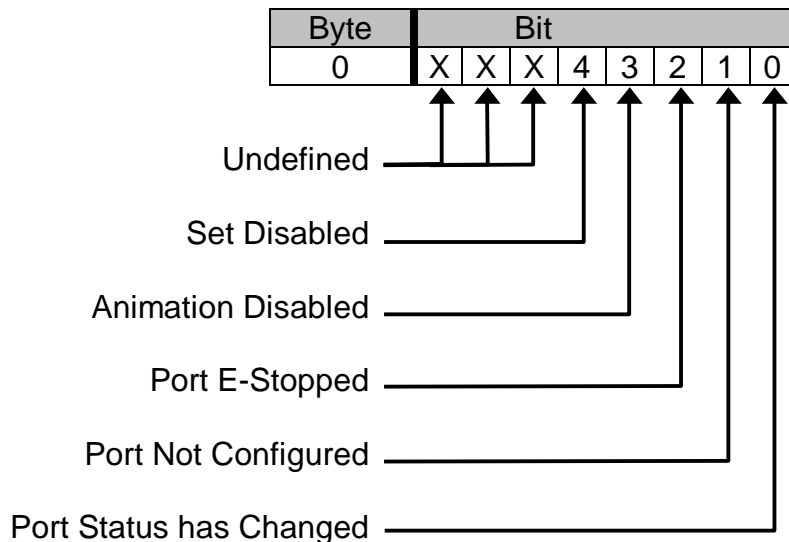 Byte Bit
0 X X X 4 3 2 1 0
Undefined
Set Disabled
Animation Disabled
Port E-Stopped
Port Not Configured
Port Status has Changed